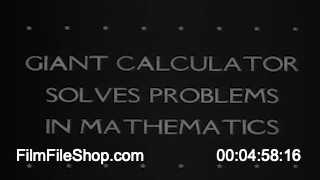 GIANT CALCULATOR
SOLVES PROBLEMS
IN MATHEMATICS
FilmFileShop.com 00:04:58:16